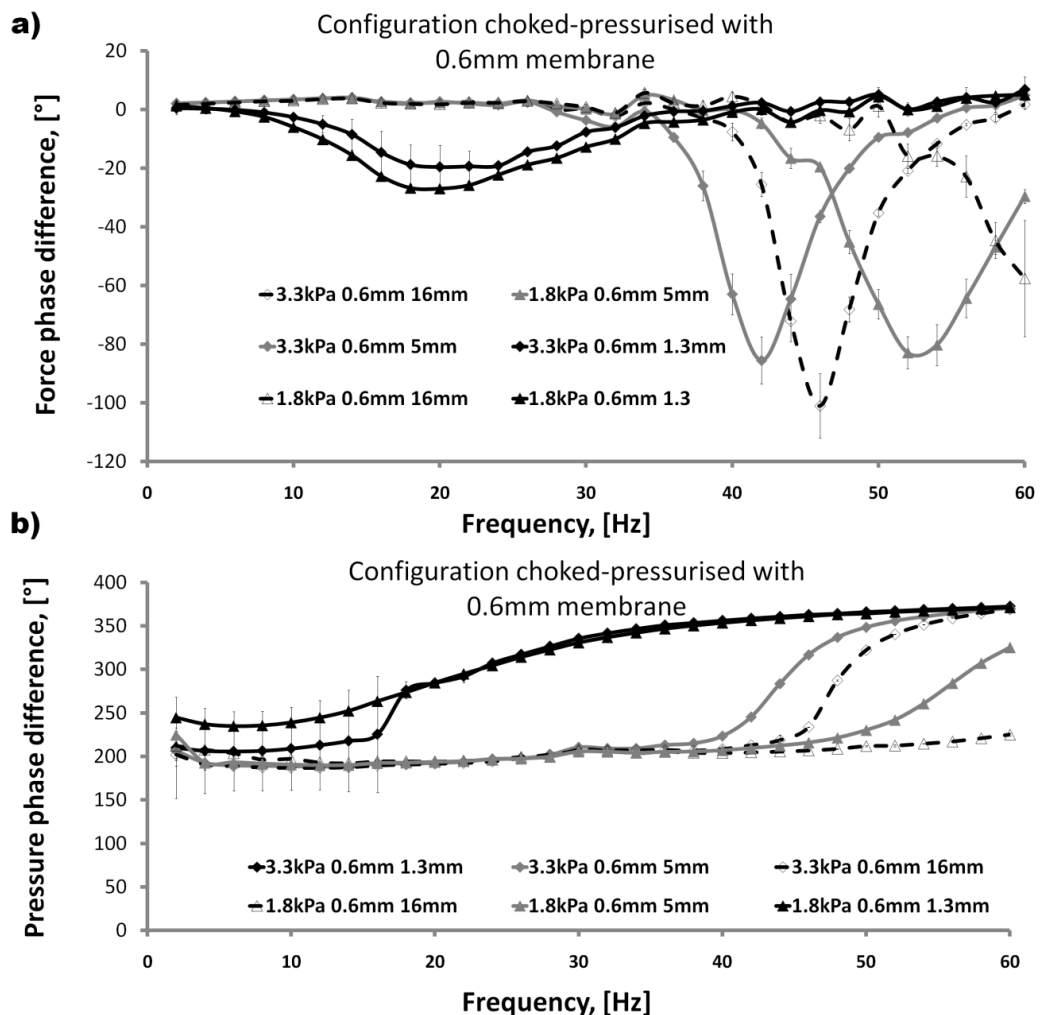 a)
Configuration choked-pressurised with
0.6mm membrane
Force phase difference, [°]
20
0
-20
-40
-60
-80
-100
-120
3.3kPa 0.6mm 16mm
1.8kPa 0.6mm 5mm
3.3kPa 0.6mm 5mm
3.3kPa 0.6mm 1.3mm
1.8kPa 0.6mm 16mm
1.8kPa 0.6mm 1.3
0 10 20 30 40 50 60
Frequency, [Hz]
b)
Configuration choked-pressurised with
0.6mm membrane
Pressure phase difference, [°]
400
350
300
250
200
150
100
50
0
3.3kPa 0.6mm 1.3mm
3.3kPa 0.6mm 5mm
3.3kPa 0.6mm 16mm
1.8kPa 0.6mm 16mm
1.8kPa 0.6mm 5mm
1.8kPa 0.6mm 1.3mm
0 10 20 30 40 50 60
Frequency, [Hz]